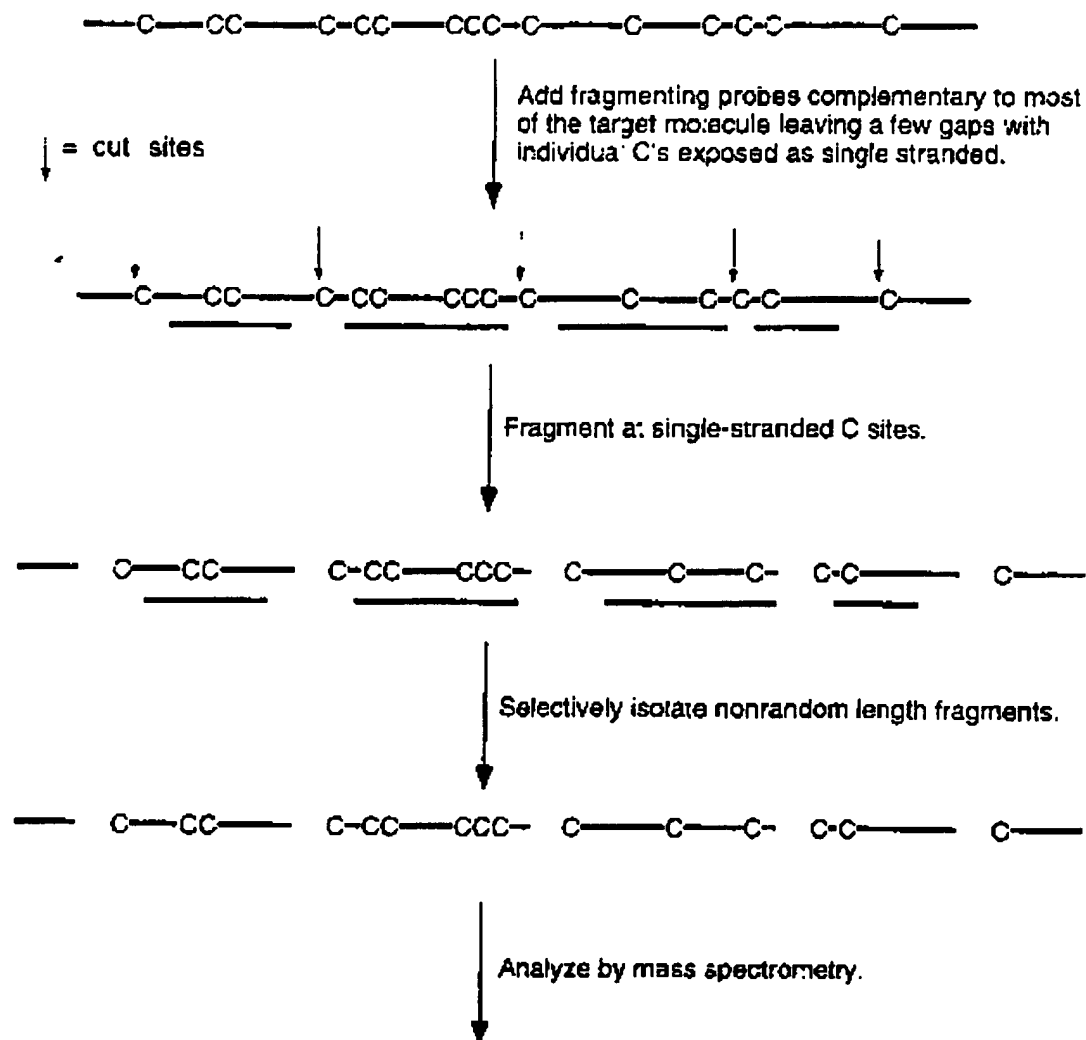 C CC C-CC CCC-C C C-C-C C
Add fragmenting probes complementary to most
of the target molecule leaving a few gaps with
individual C's exposed as single stranded.
= cut sites
C CC C-CC CCC-C C C-C-C C
Fragment at single-stranded C sites.
C CC C-CC CCC- C C C- C-C C
Selectively isolate nonrandom length fragments.
C CC C-CC CCC- C C C- C-C C
Analyze by mass spectrometry.